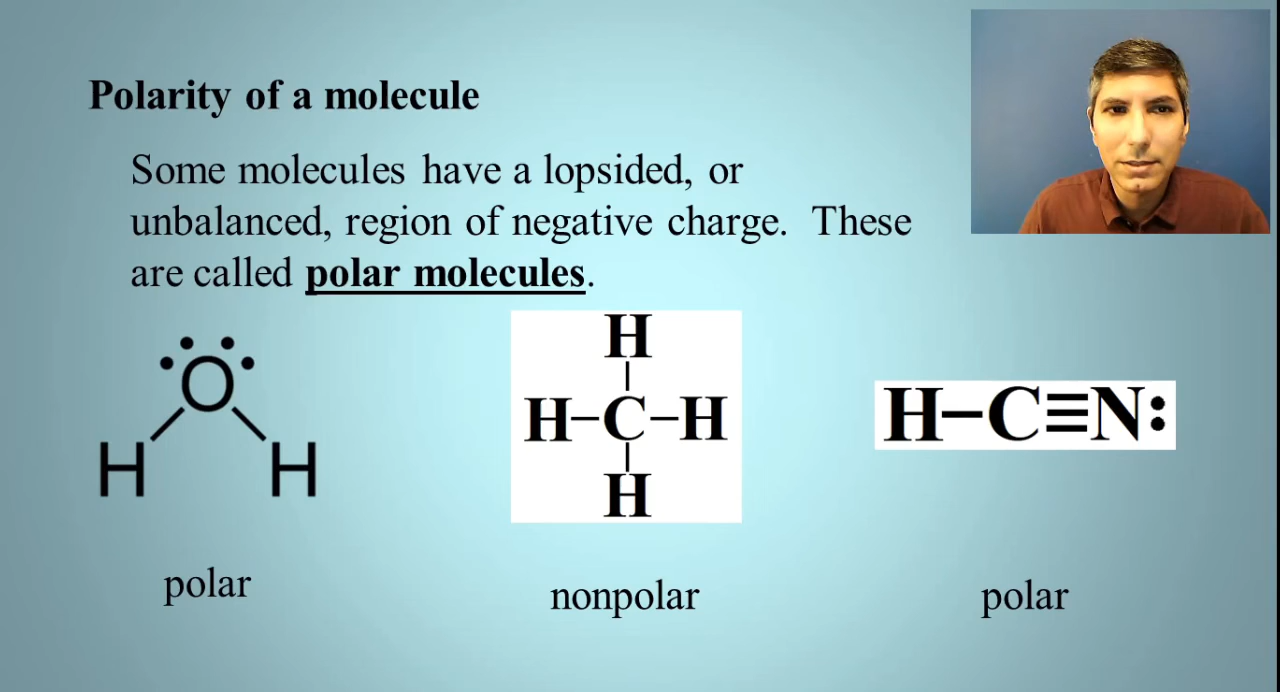 Polarity of a molecule
Some molecules have a lopsided, or
unbalanced, region of negative charge. These
are called polar molecules.
O
H H
H
H–C–H
H
H–C≡N:
polar
nonpolar
polar